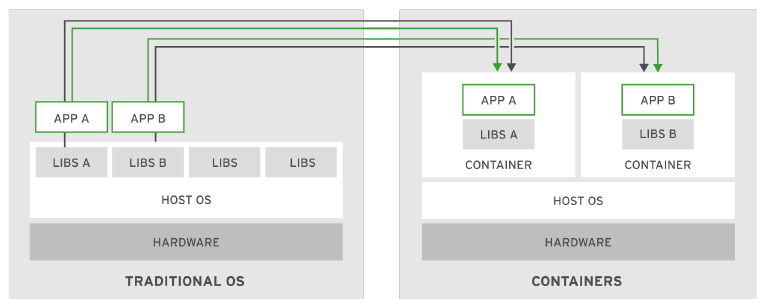 APP A
APP B
LIBS A
LIBS B
LIBS
LIBS
HOST OS
HARDWARE
TRADITIONAL OS
APP A
LIBS A
CONTAINER
APP B
LIBS B
CONTAINER
HOST OS
HARDWARE
CONTAINERS